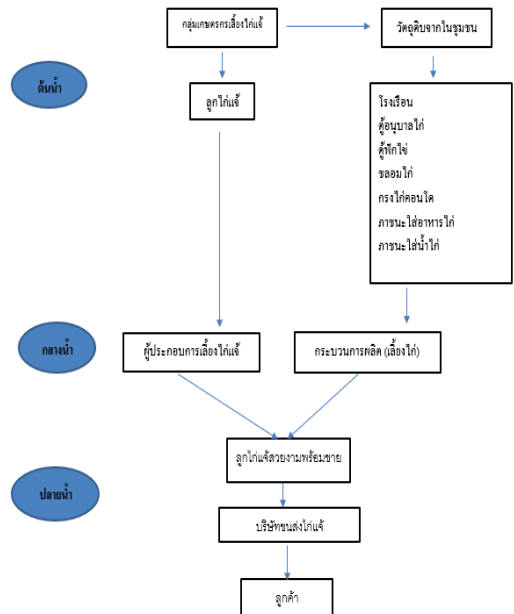 กลุ่มเกษตรกรเลี้ยงไก่แจ้
วัตถุดิบจากในชุมชน
ต้นน้ำ
ลูกไก่แจ้
โรงเรือน
ตู้อนุบาลไก่
ตู้ฟักไข่
ชลอมไก่
กรงไก่คอนโด
ภาชนะใส่อาหารไก่
ภาชนะใส่น้ำไก่
กลางน้ำ
ผู้ประกอบการเลี้ยงไก่แจ้
กระบวนการผลิต (เลี้ยงไก่)
ลูกไก่แจ้สวยงามพร้อมขาย
ปลายน้ำ
บริษัทขนส่งไก่แจ้
ลูกค้า